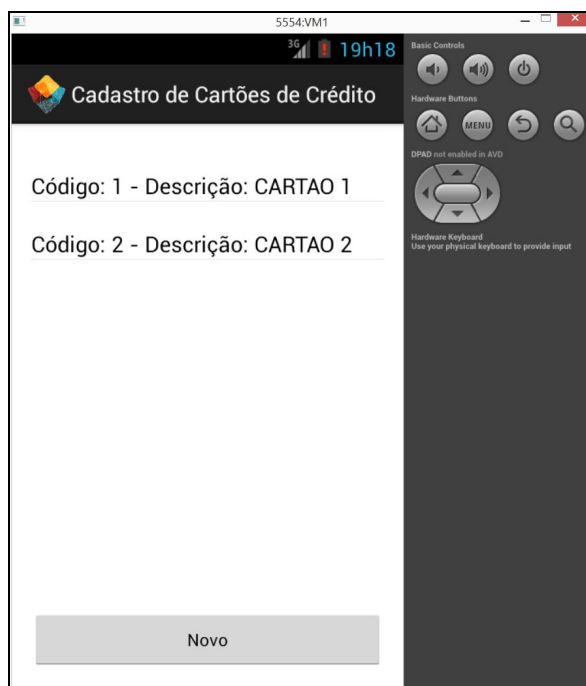 5554:VM1
3G 19h18
Cadastro de Cartões de Crédito
Código: 1 - Descrição: CARTAO 1
Código: 2 - Descrição: CARTAO 2
Novo
Basic Controls
Hardware Buttons
MENU
DPAD not enabled in AVD
Hardware Keyboard
Use your physical keyboard to provide input